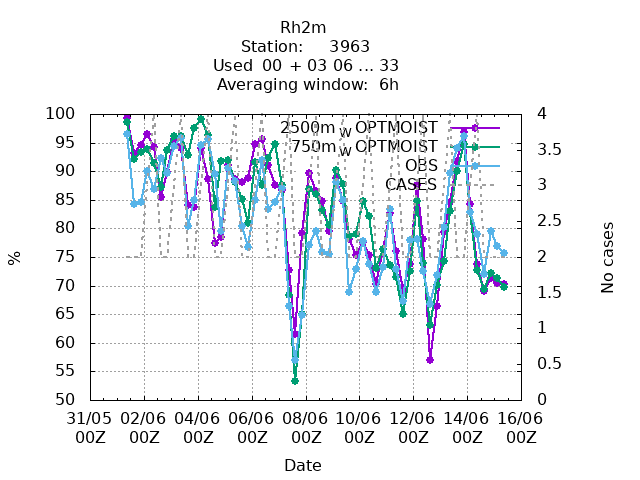 Rh2m
Station: 3963
Used 00 + 03 06 ... 33
Averaging window: 6h
100 4
2500m W OPTMOIST
95 3.5
750m W OPTMOIST
90 OBS
85 CASES 3
80 2.5
75 2
70 1.5
65 1
60 0.5
55
50 0
%
No cases
31/05 02/06 04/06 06/06 08/06 10/06 12/06 14/06 16/06
00Z 00Z 00Z 00Z 00Z 00Z 00Z 00Z 00Z
Date